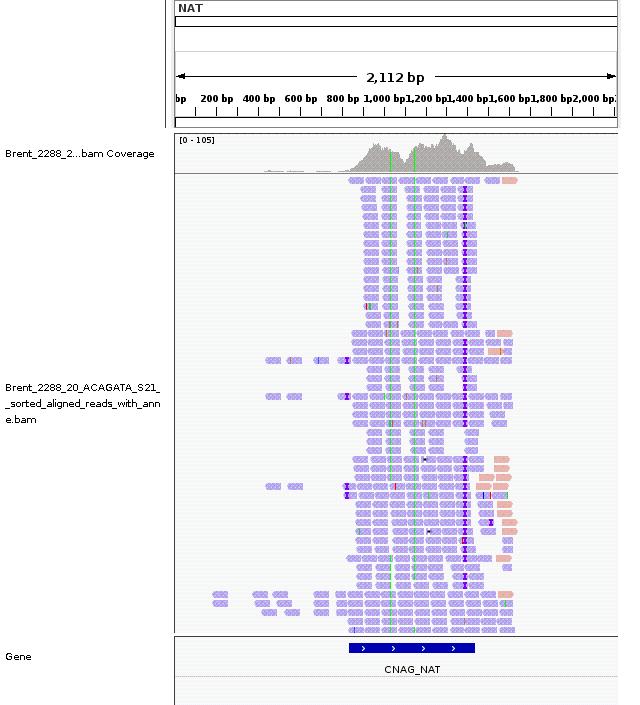 NAT
2,112 bp
bp 200 bp 400 bp 600 bp 800 bp 1,000 bp 1,200 bp 1,400 bp 1,600 bp 1,800 bp 2,000 bp
[0 - 105]
Brent_2288_2...bam Coverage
Brent_2288_20_ACAGATA_S21_
_sorted_aligned_reads_with_ann
e.bam
Gene
CNAG_NAT